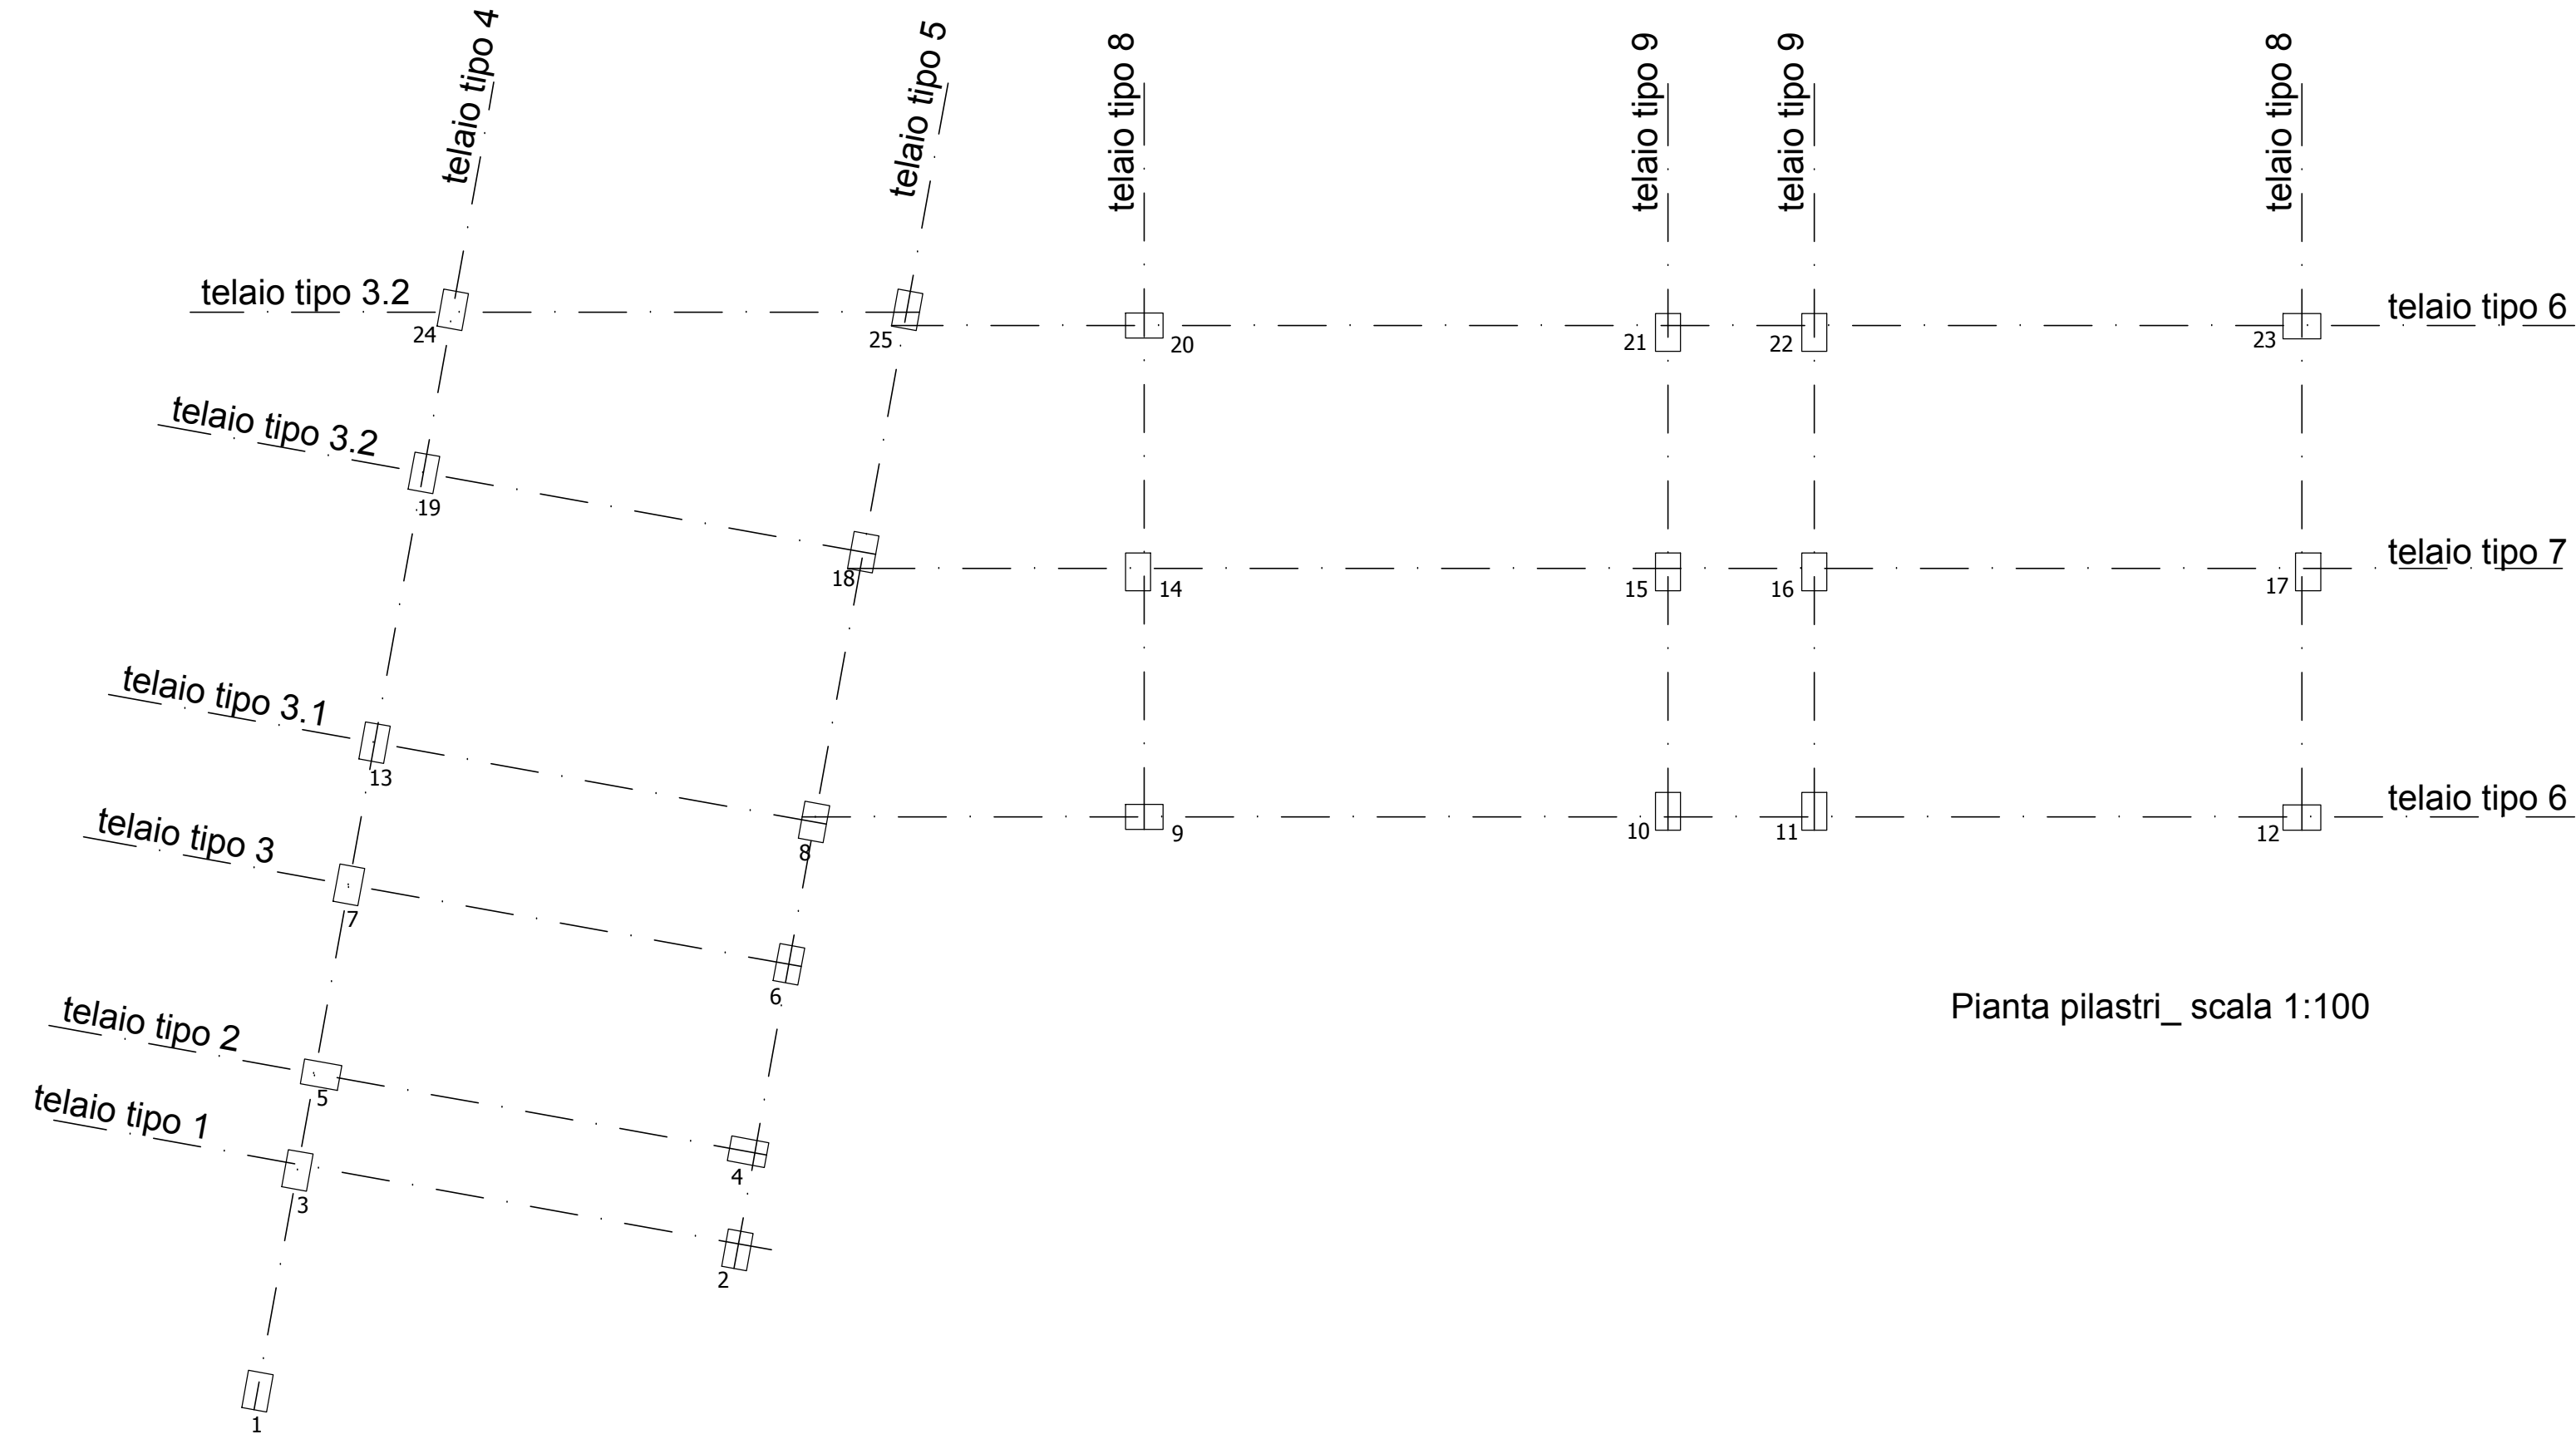 telaio tipo 4
telaio tipo 5
telaio tipo 8
telaio tipo 9
telaio tipo 9
telaio tipo 8
telaio tipo 3.2
24
25
20
21
22
23
telaio tipo 6
telaio tipo 3.2
19
18
14
15
16
17
telaio tipo 7
telaio tipo 3.1
13
8
9
10
11
12
telaio tipo 6
telaio tipo 3
7
6
Pianta pilastri_ scala 1:100
telaio tipo 2
5
4
telaio tipo 1
3
2
1